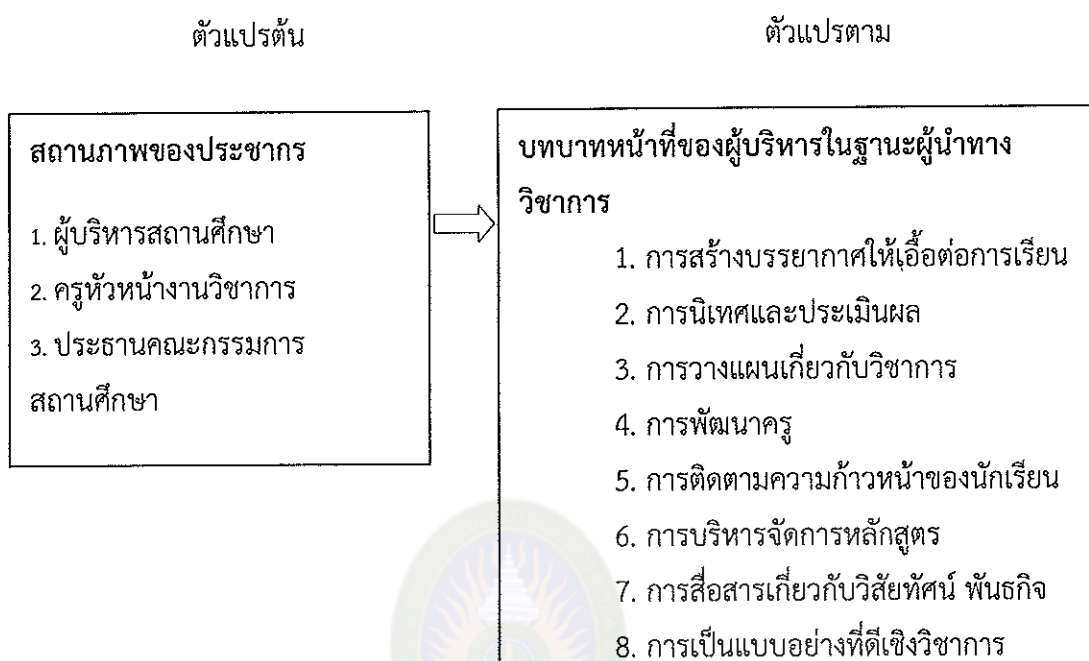 ตัวแปรต้น
ตัวแปรตาม
สถานภาพของประชากร
1. ผู้บริหารสถานศึกษา
2. ครูหัวหน้างานวิชาการ
3. ประธานคณะกรรมการ
สถานศึกษา
บทบาทหน้าที่ของผู้บริหารในฐานะผู้นำทาง
วิชาการ
1. การสร้างบรรยากาศให้เอื้อต่อการเรียน
2. การนิเทศและประเมินผล
3. การวางแผนเกี่ยวกับวิชาการ
4. การพัฒนาครู
5. การติดตามความก้าวหน้าของนักเรียน
6. การบริหารจัดการหลักสูตร
7. การสื่อสารเกี่ยวกับวิสัยทัศน์ พันธกิจ
8. การเป็นแบบอย่างที่ดีเชิงวิชาการ